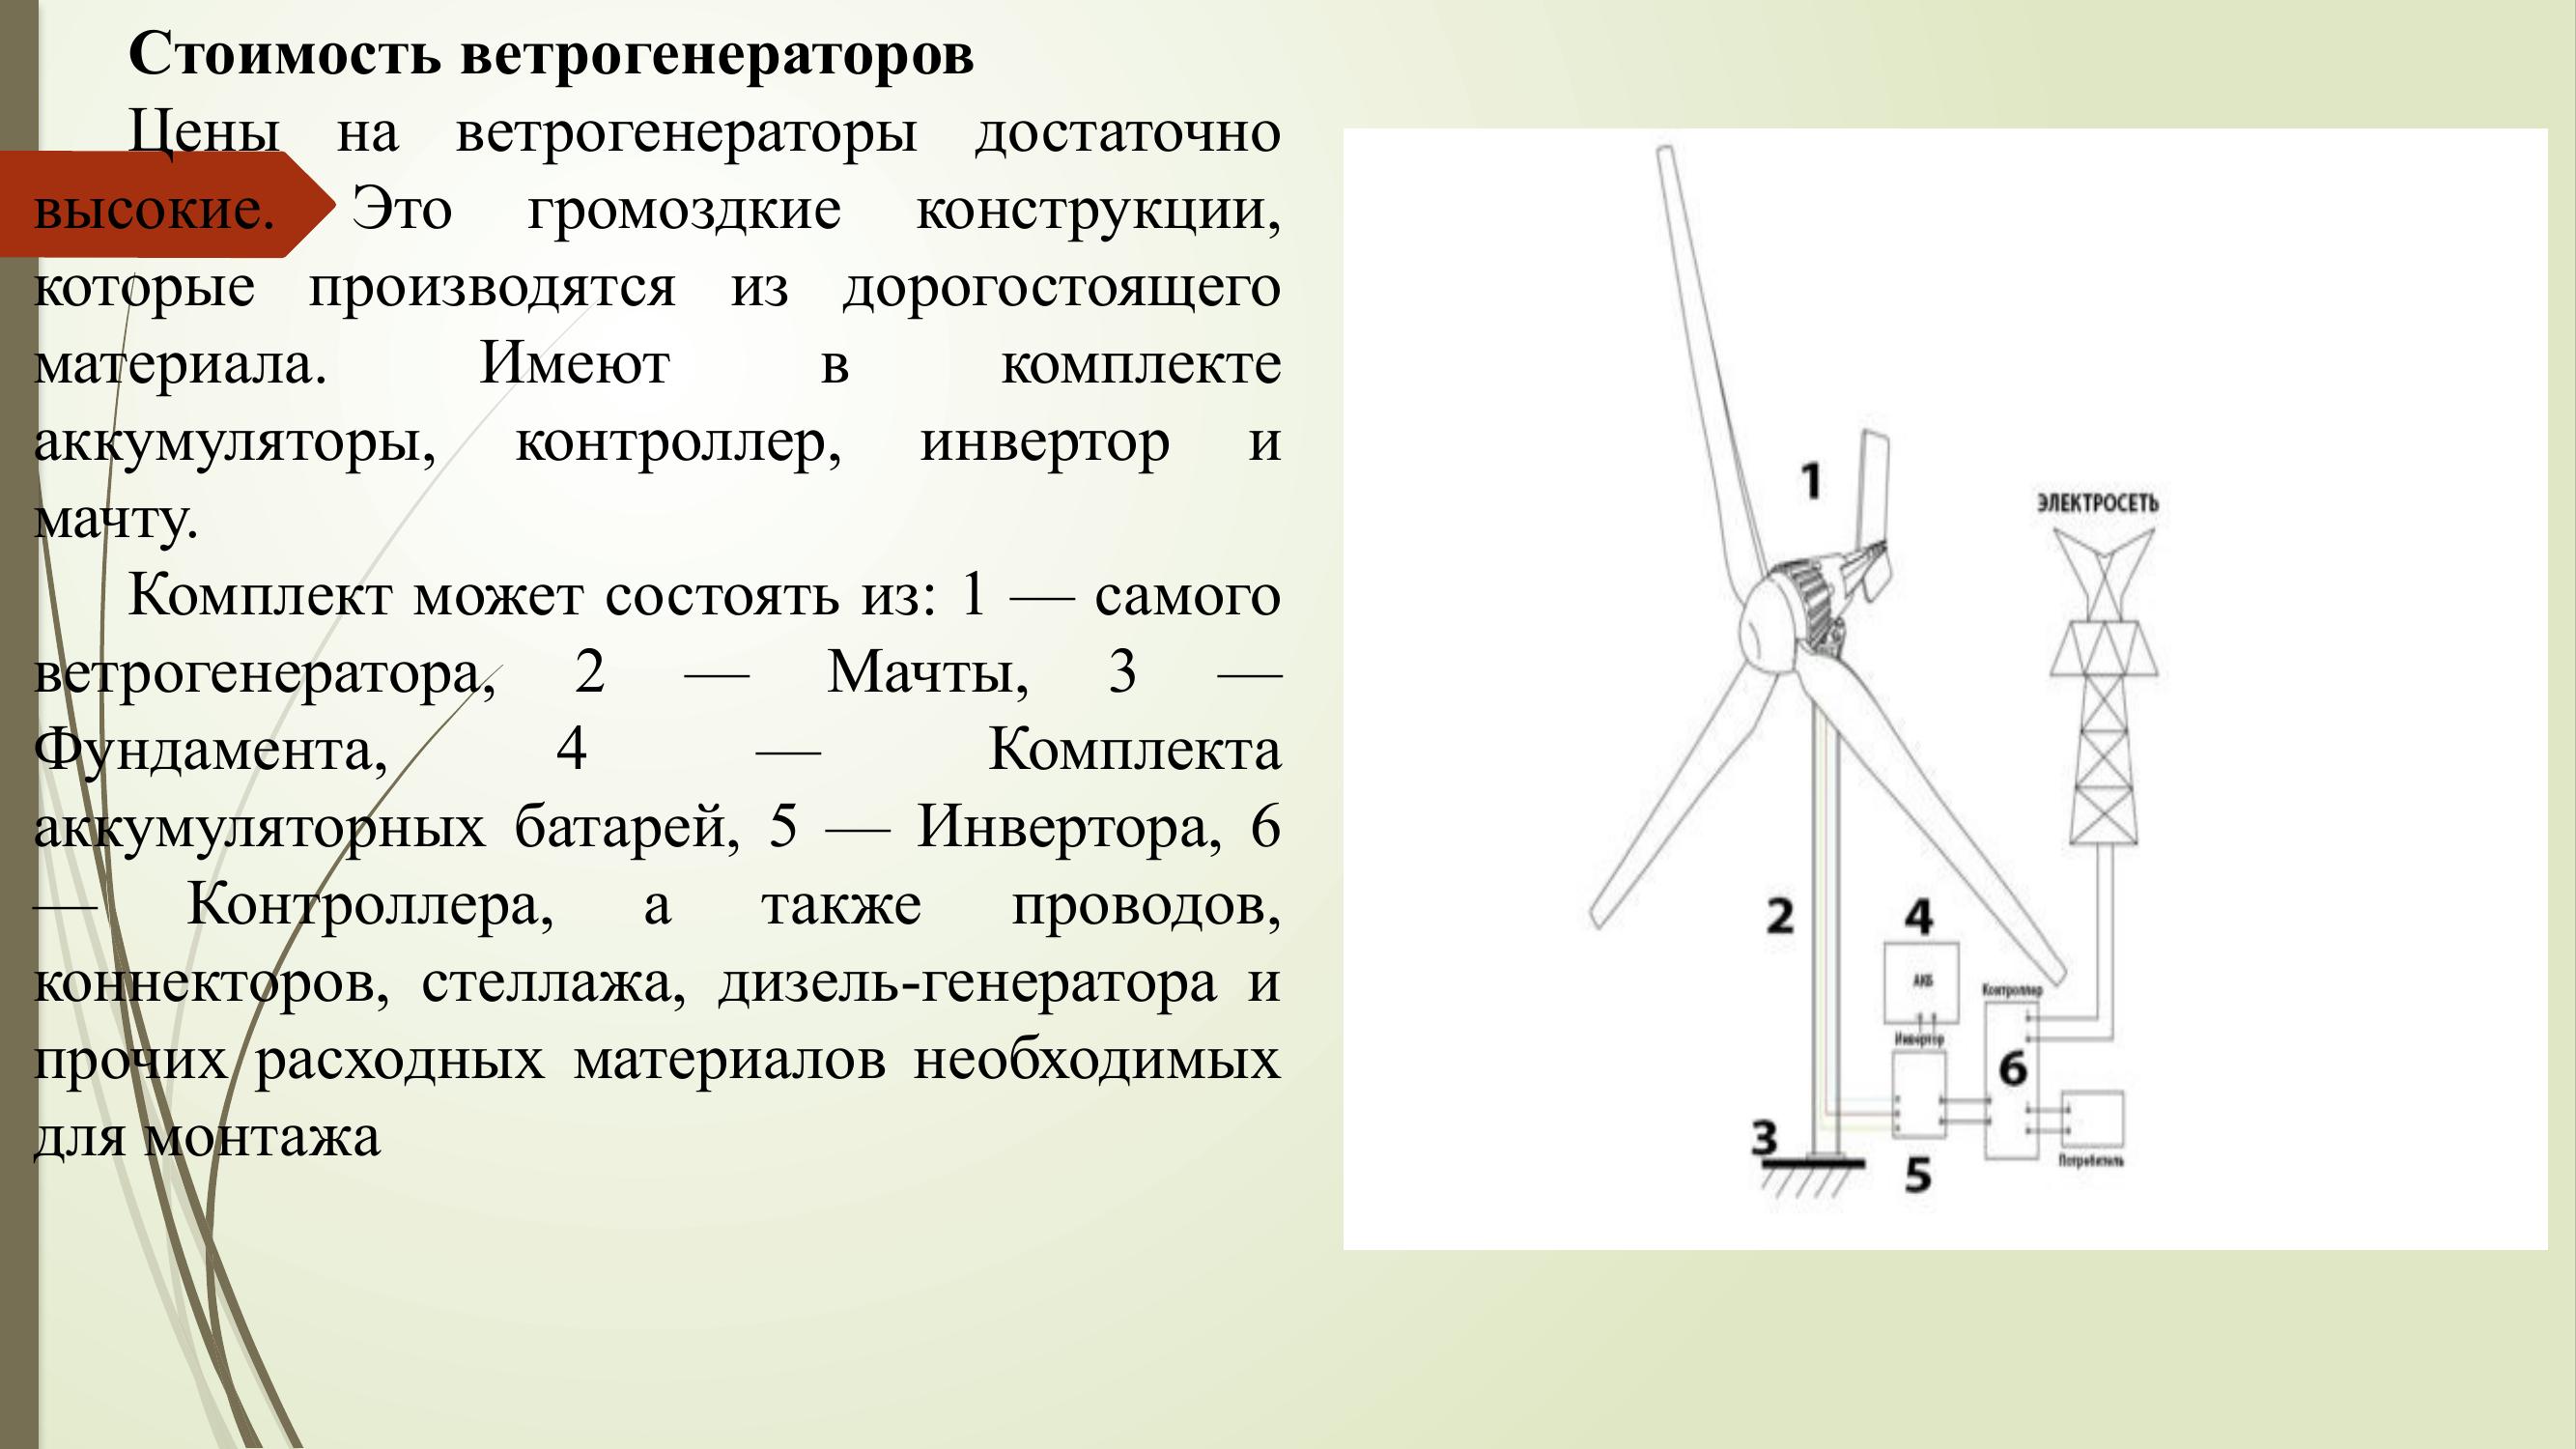 Стоимость ветрогенераторов
Цены на ветрогенераторы достаточно
высокие. Это громоздкие конструкции,
которые производятся из дорогостоящего
материала. Имеют в комплекте
аккумуляторы, контроллер, инвертор и
мачту.
Комплект может состоять из: 1 — самого
ветрогенератора, 2 — Мачты, 3 —
Фундамента, 4 — Комплекта
аккумуляторных батарей, 5 — Инвертора, 6
— Контроллера, а также проводов,
коннекторов, стеллажа, дизель-генератора и
прочих расходных материалов необходимых
для монтажа
1
ЭЛЕКТРОСЕТЬ
2
4
АКБ
Контроллер
Инвертор
6
3
Потребитель
5